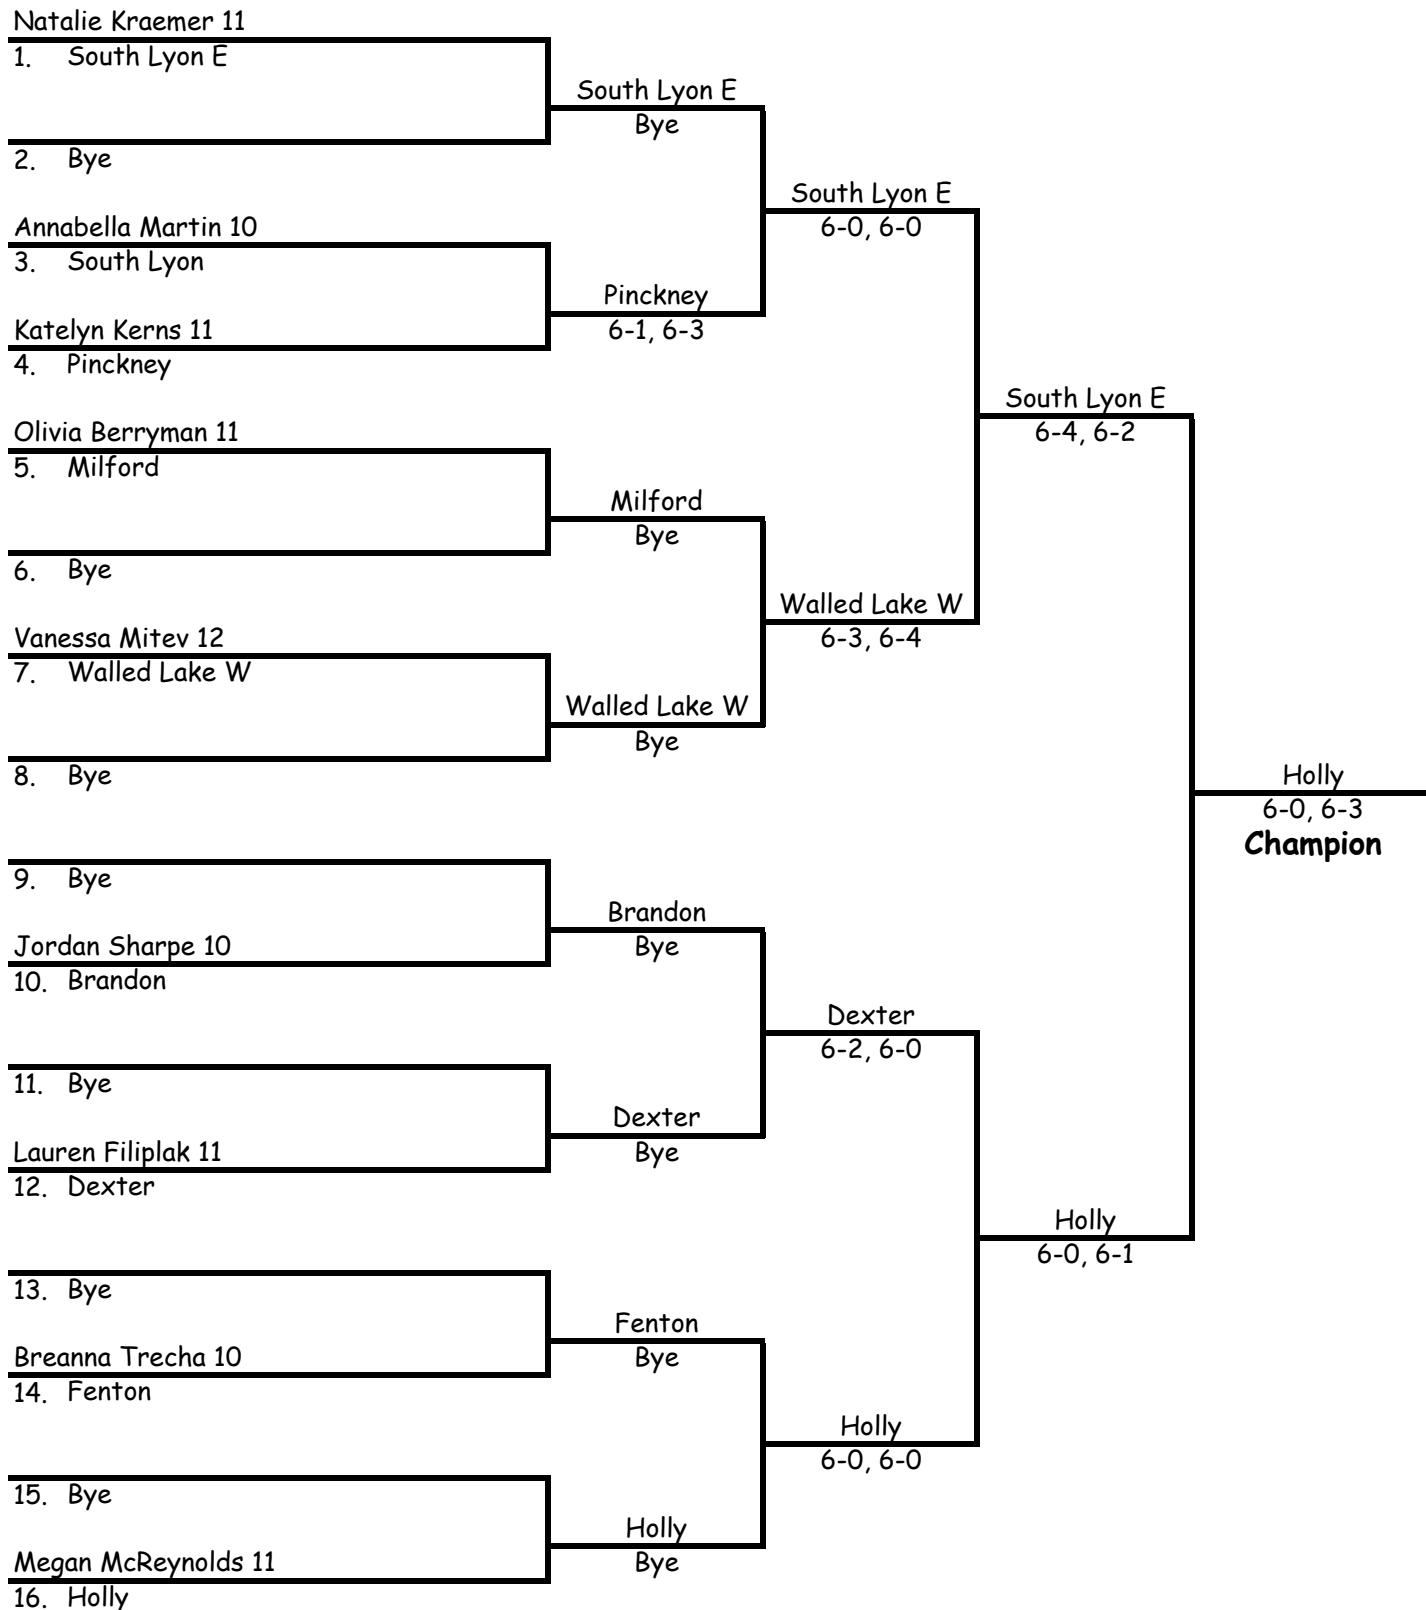 Natalie Kraemer 11
1. South Lyon E
South Lyon E
Bye
2. Bye
South Lyon E
6-0, 6-0
Annabella Martin 10
3. South Lyon
Pinckney
6-1, 6-3
Katelyn Kerns 11
4. Pinckney
South Lyon E
6-4, 6-2
Olivia Berryman 11
5. Milford
Milford
Bye
6. Bye
Walled Lake W
6-3, 6-4
Vanessa Mitev 12
7. Walled Lake W
Walled Lake W
Bye
8. Bye
Holly
6-0, 6-3
Champion
9. Bye
Brandon
Bye
Jordan Sharpe 10
10. Brandon
Dexter
6-2, 6-0
11. Bye
Dexter
Bye
Lauren Filiplak 11
12. Dexter
Holly
6-0, 6-1
13. Bye
Fenton
Bye
Breanna Trecha 10
14. Fenton
Holly
6-0, 6-0
15. Bye
Holly
Bye
Megan McReynolds 11
16. Holly